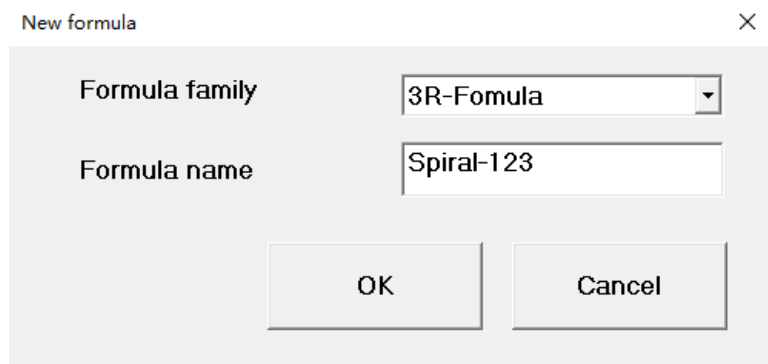 New formula
Formula family
3R-Fomula
Formula name
Spiral-123
OK
Cancel